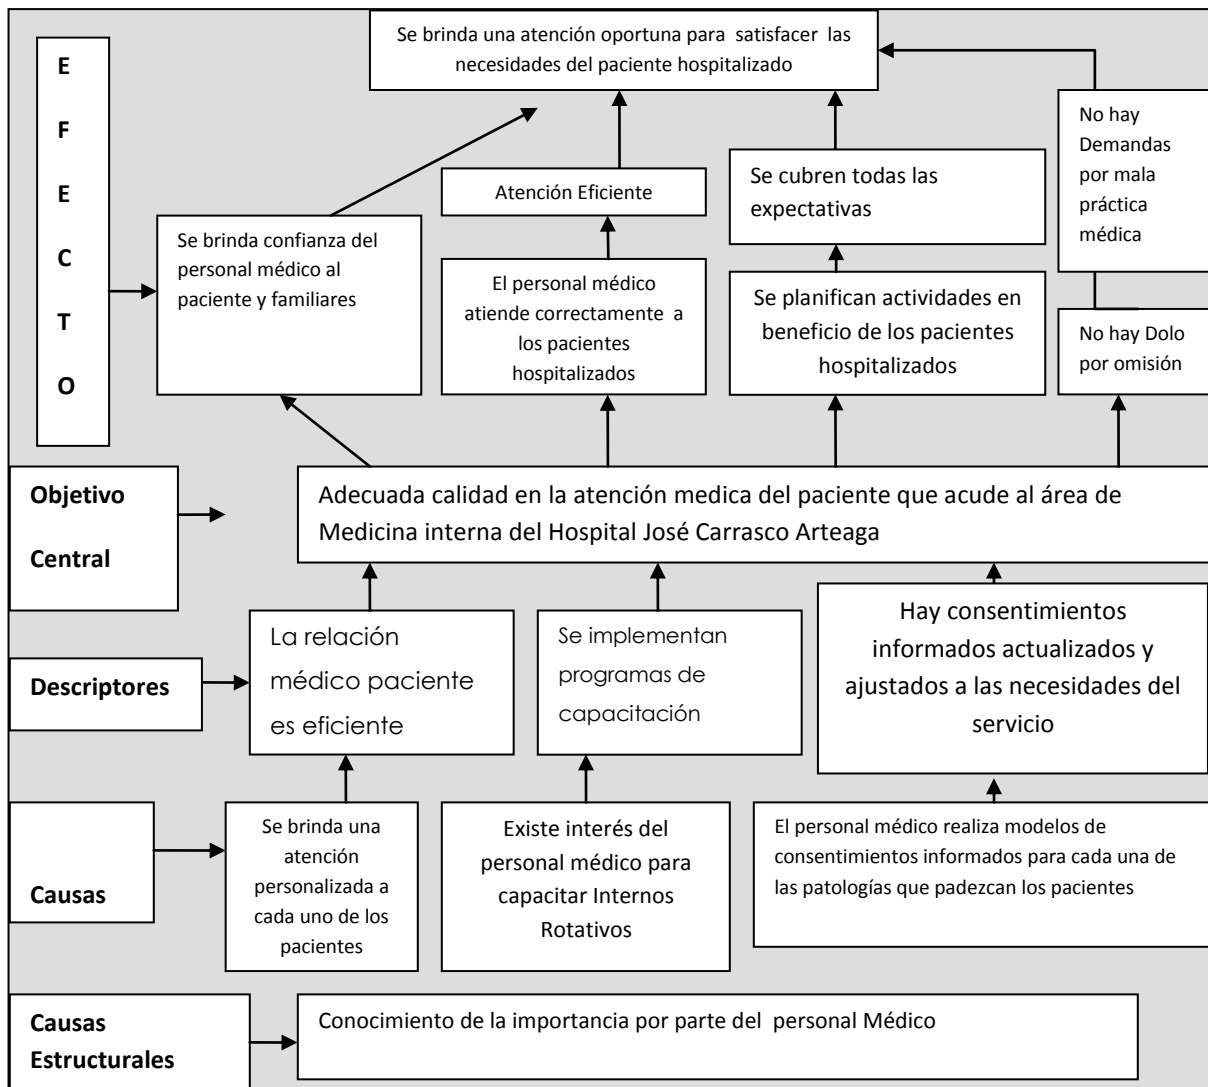 Se brinda una atención oportuna para satisfacer las
necesidades del paciente hospitalizado
E
F
E
C
T
O
No hay
Demandas
por mala
práctica
médica
Atención Eficiente
Se cubren todas las
expectativas
Se brinda confianza del
personal médico al
paciente y familiares
El personal médico
atiende correctamente a
los pacientes
hospitalizados
Se planifican actividades en
beneficio de los pacientes
hospitalizados
No hay Dolo
por omisión
Objetivo
Central
Adecuada calidad en la atención medica del paciente que acude al área de
Medicina interna del Hospital José Carrasco Arteaga
Descriptores
La relación
médico paciente
es eficiente
Se implementan
programas de
capacitación
Hay consentimientos
informados actualizados y
ajustados a las necesidades del
servicio
Causas
Se brinda una
atención
personalizada a
cada uno de los
pacientes
Existe interés del
personal médico para
capacitar Internos
Rotativos
El personal médico realiza modelos de
consentimientos informados para cada una de
las patologías que padezcan los pacientes
Causas
Estructurales
Conocimiento de la importancia por parte del personal Médico